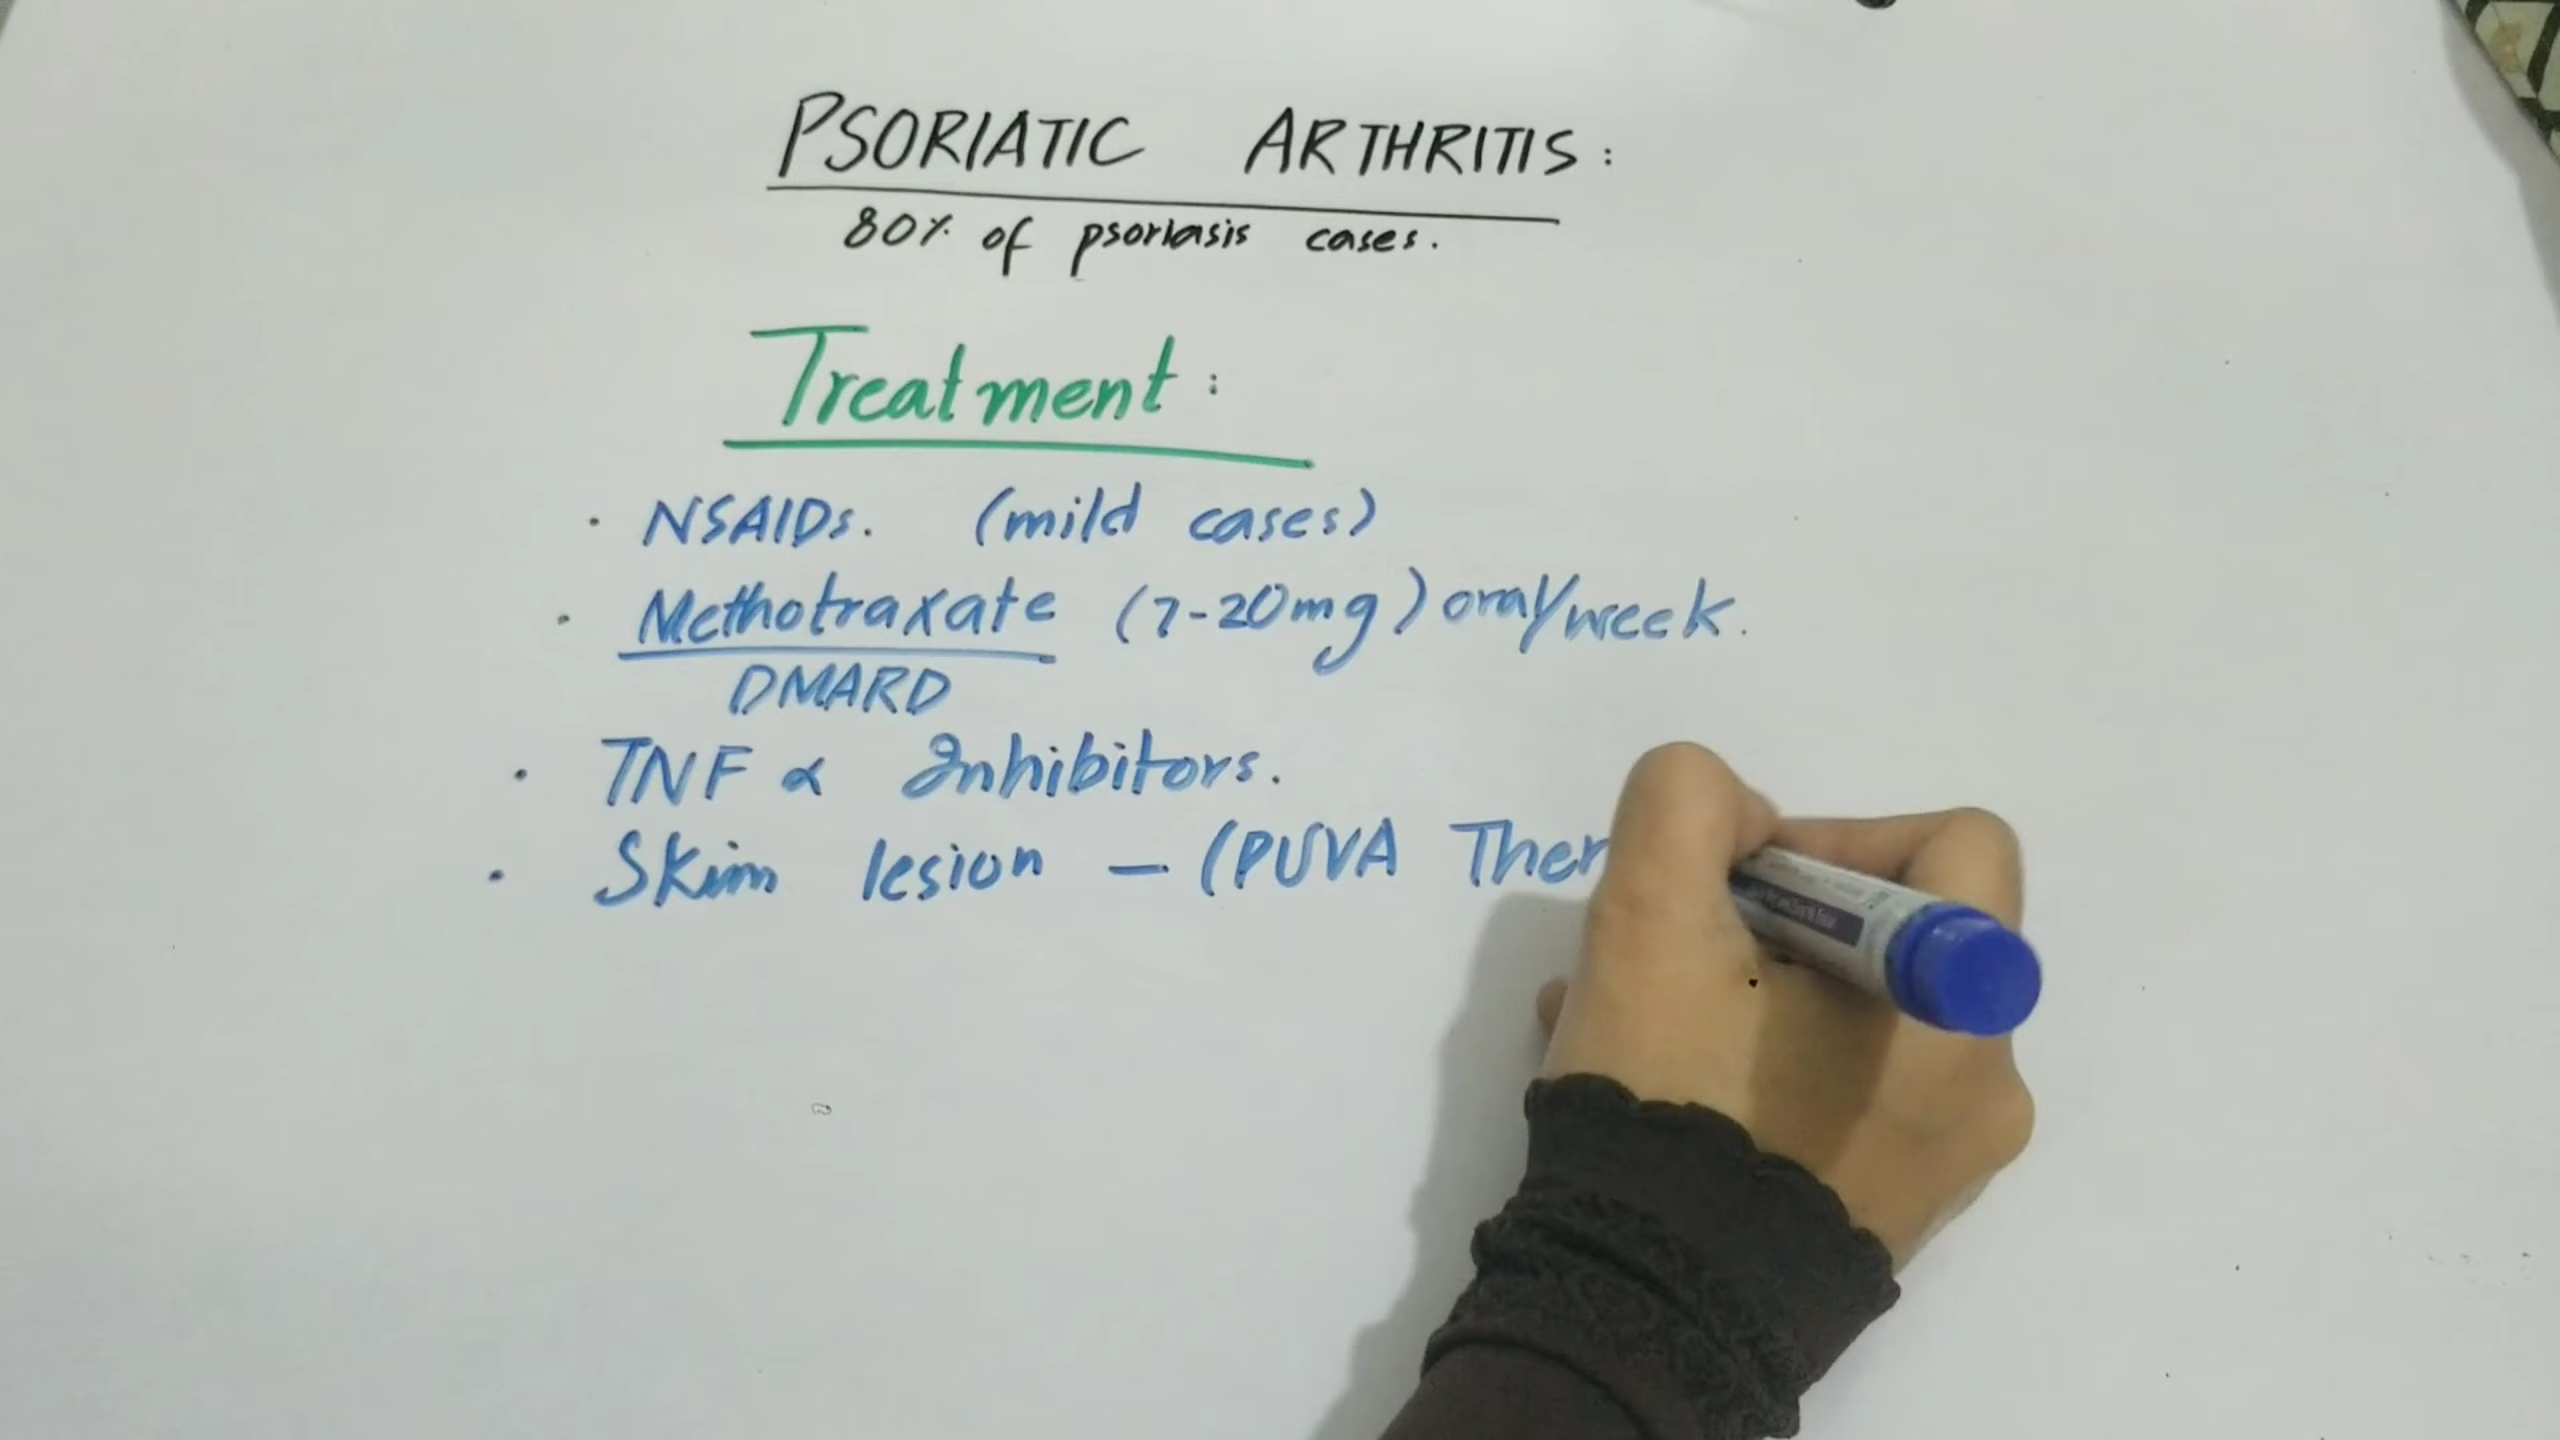 PSORIATIC ARTHRITIS:
80% of psoriasis cases.
Treatment:
· NSAIDs. (mild cases)
· Methotraxate (7-20mg) oral/week.
DMARD
· TNF α Inhibitors.
· Skin lesion - (PUVA Ther